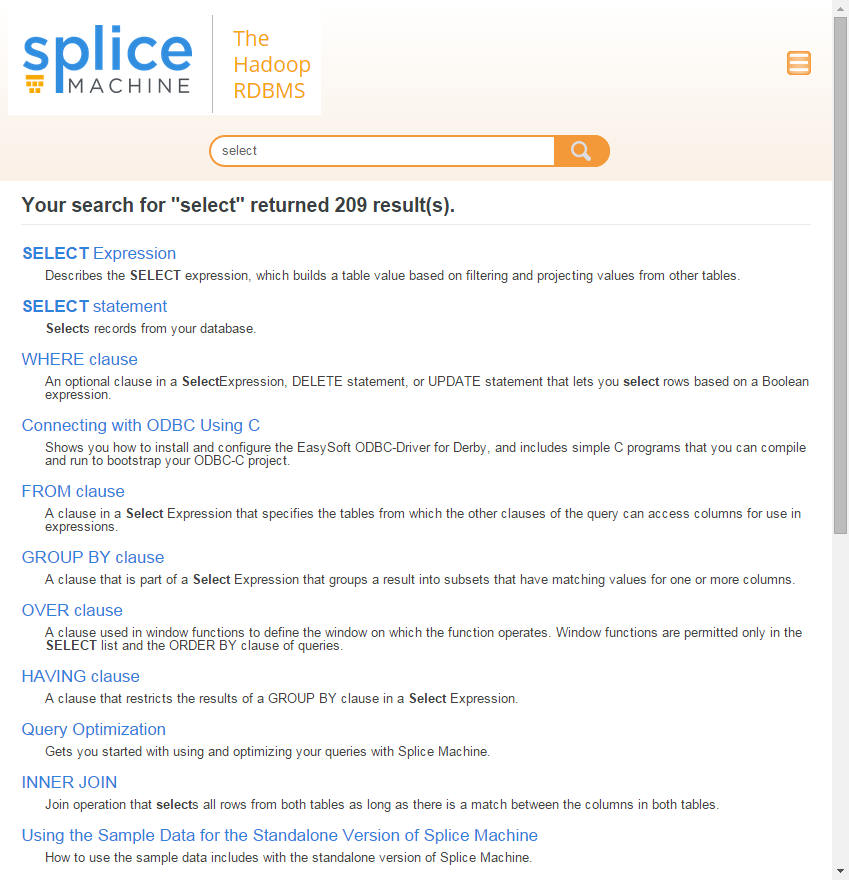 splice
MACHINE
The
Hadoop
RDBMS
select
Your search for "select" returned 209 result(s).
SELECT Expression
Describes the SELECT expression, which builds a table value based on filtering and projecting values from other tables.
SELECT statement
Selects records from your database.
WHERE clause
An optional clause in a SelectExpression, DELETE statement, or UPDATE statement that lets you select rows based on a Boolean
expression.
Connecting with ODBC Using C
Shows you how to install and configure the EasySoft ODBC-Driver for Derby, and includes simple C programs that you can compile
and run to bootstrap your ODBC-C project.
FROM clause
A clause in a Select Expression that specifies the tables from which the other clauses of the query can access columns for use in
expressions.
GROUP BY clause
A clause that is part of a Select Expression that groups a result into subsets that have matching values for one or more columns.
OVER clause
A clause used in window functions to define the window on which the function operates. Window functions are permitted only in the
SELECT list and the ORDER BY clause of queries.
HAVING clause
A clause that restricts the results of a GROUP BY clause in a Select Expression.
Query Optimization
Gets you started with using and optimizing your queries with Splice Machine.
INNER JOIN
Join operation that selects all rows from both tables as long as there is a match between the columns in both tables.
Using the Sample Data for the Standalone Version of Splice Machine
How to use the sample data includes with the standalone version of Splice Machine.